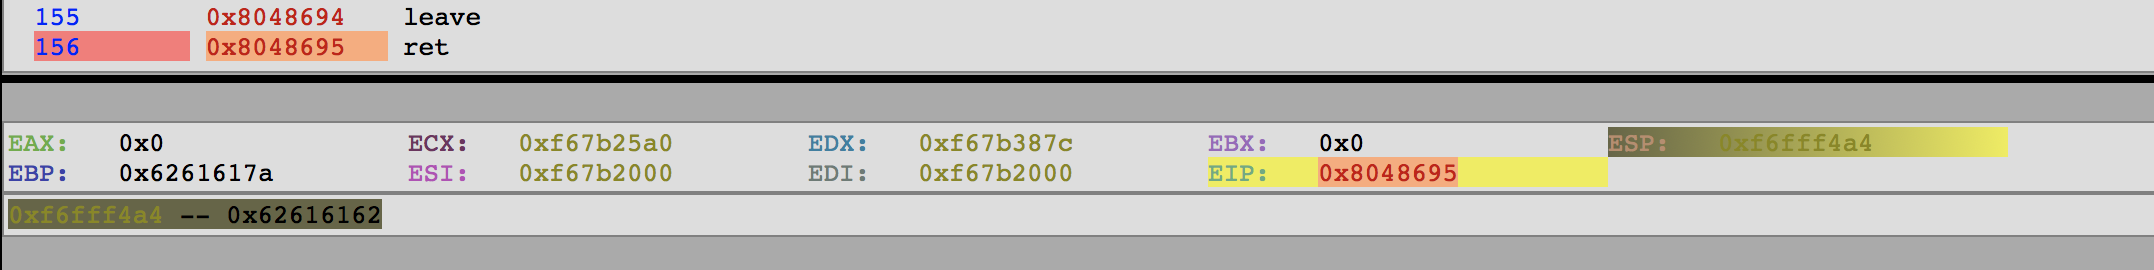 155 0x8048694 leave
156 0x8048695 ret
EAX: 0x0 ECX: 0xf67b25a0 EDX: 0xf67b387c EBX: 0x0 ESP: 0xf6fff4a4
EBP: 0x6261617a ESI: 0xf67b2000 EDI: 0xf67b2000 EIP: 0x8048695
0xf6fff4a4 -- 0x62616162